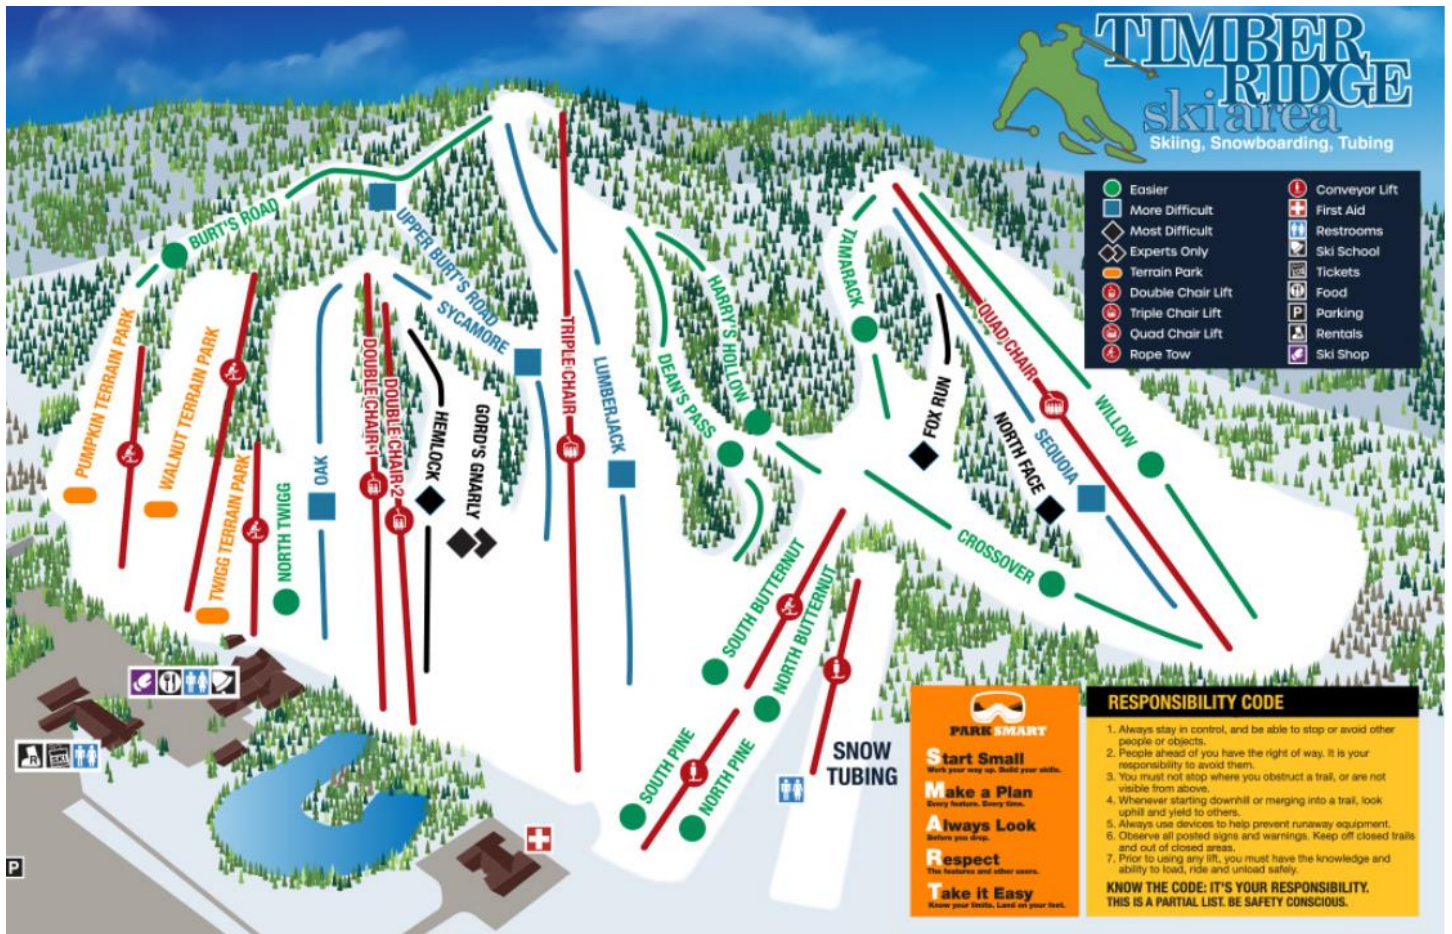 TIMBER
RIDGE
ski area
Skiing, Snowboarding, Tubing
Easier
More Difficult
Most Difficult
Experts Only
Terrain Park
Double Chair Lift
Triple Chair Lift
Quad Chair Lift
Rope Tow
Conveyor Lift
First Aid
Restrooms
Ski School
Tickets
Food
Parking
Rentals
Ski Shop
BURT'S ROAD
UPPER BURT'S ROAD
SYCAMORE
PUMPKIN TERRAIN PARK
WALNUT TERRAIN PARK
TWIGG TERRAIN PARK
NORTH TWIGG
OAK
DOUBLE CHAIR 1
DOUBLE CHAIR 2
HEMLOCK
GORD'S GNARLY
TRIPLE CHAIR
LUMBERJACK
DEAN'S PASS
HARRY'S HOLLOW
TAMARACK
FOX RUN
NORTH FACE
SEQUOIA
QUAD CHAIR
WILLOW
CROSSOVER
SOUTH BUTTERNUT
NORTH BUTTERNUT
SOUTH PINE
NORTH PINE
SNOW
TUBING
R
SKI
P
P
PARK SMART
Start Small
Work your way up. Build your skills.
Make a Plan
Every feature. Every time.
Always Look
Before you drop.
Respect
The features and other users.
Take it Easy
Know your limits. Land on your feet.
RESPONSIBILITY CODE
1. Always stay in control, and be able to stop or avoid other
people or objects.
2. People ahead of you have the right of way. It is your
responsibility to avoid them.
3. You must not stop where you obstruct a trail, or are not
visible from above.
4. Whenever starting downhill or merging into a trail, look
uphill and yield to others.
5. Always use devices to help prevent runaway equipment.
6. Observe all posted signs and warnings. Keep off closed trails
and out of closed areas.
7. Prior to using any lift, you must have the knowledge and
ability to load, ride and unload safely.
KNOW THE CODE: IT'S YOUR RESPONSIBILITY.
THIS IS A PARTIAL LIST. BE SAFETY CONSCIOUS.